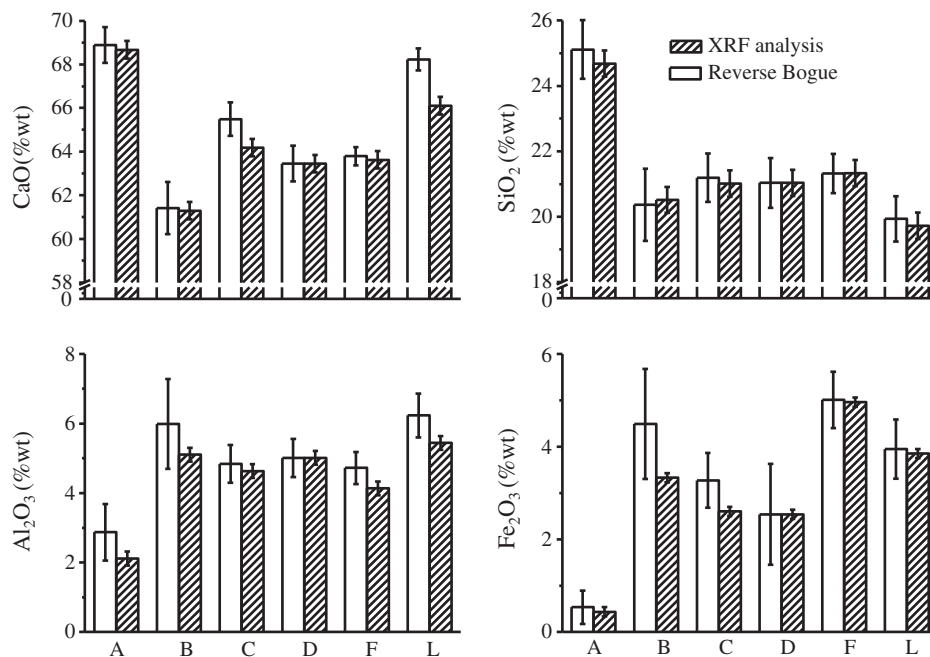 70
68
66
64
62
60
58
0
CaO(%wt)
26
24
22
20
18
0
SiO₂ (%wt)
XRF analysis
Reverse Bogue
8
6
4
2
0
Al₂O₃ (%wt)
A B C D F L
6
4
2
0
Fe₂O₃ (%wt)
A B C D F L